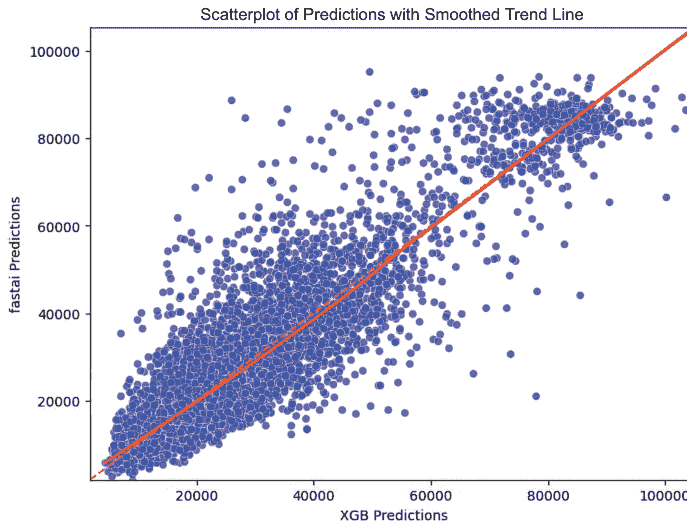 Scatterplot of Predictions with Smoothed Trend Line
100000
80000
60000
40000
20000
fastai Predictions
20000 40000 60000 80000 100000
XGB Predictions